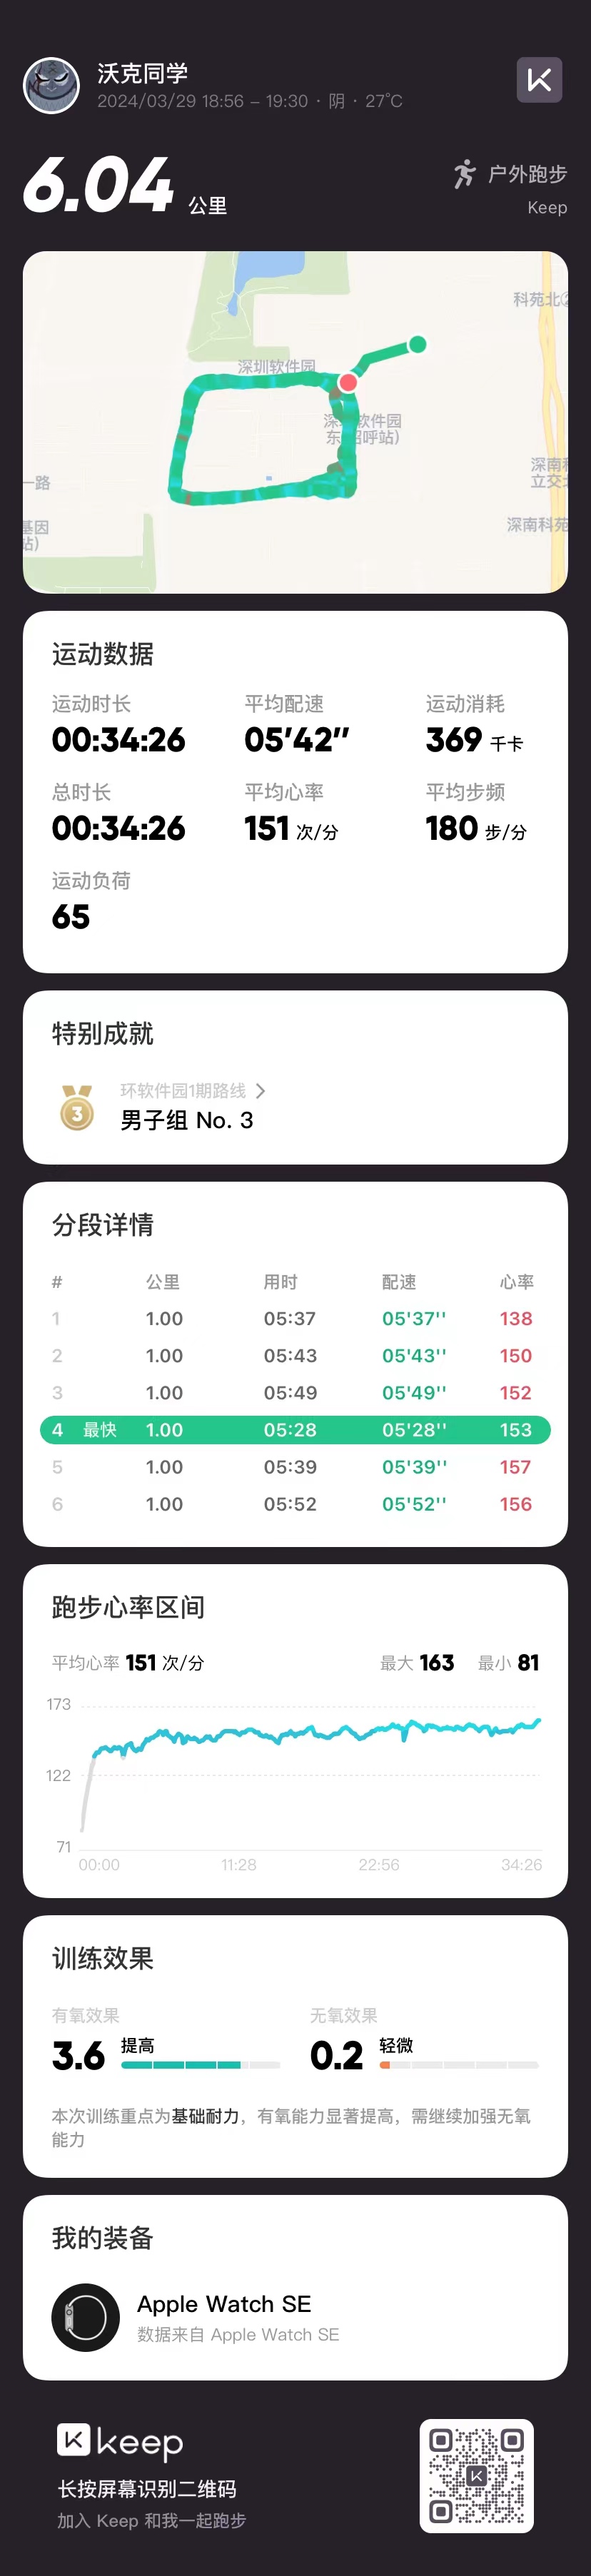 沃克同学
2024/03/29 18:56 – 19:30 · 阴 · 27℃
6.04 公里
户外跑步
Keep
科苑北
深圳软件园
深圳软件园
东(招呼站)
一路
深南
立交
基因
站)
深南科苑
运动数据
运动时长 平均配速 运动消耗
00:34:26 05'42'' 369 千卡
总时长 平均心率 平均步频
00:34:26 151 次/分 180 步/分
运动负荷
65
特别成就
3
环软件园1期路线
男子组 No. 3
分段详情
# 公里 用时 配速 心率
1 1.00 05:37 05'37'' 138
2 1.00 05:43 05'43'' 150
3 1.00 05:49 05'49'' 152
4 最快 1.00 05:28 05'28'' 153
5 1.00 05:39 05'39'' 157
6 1.00 05:52 05'52'' 156
跑步心率区间
平均心率 151 次/分 最大 163 最小 81
173
122
71
00:00 11:28 22:56 34:26
训练效果
有氧效果 无氧效果
3.6 提高 0.2 轻微
本次训练重点为基础耐力，有氧能力显著提高，需继续加强无氧
能力
我的装备
Apple Watch SE
数据来自 Apple Watch SE
keep
长按屏幕识别二维码
加入 Keep 和我一起跑步